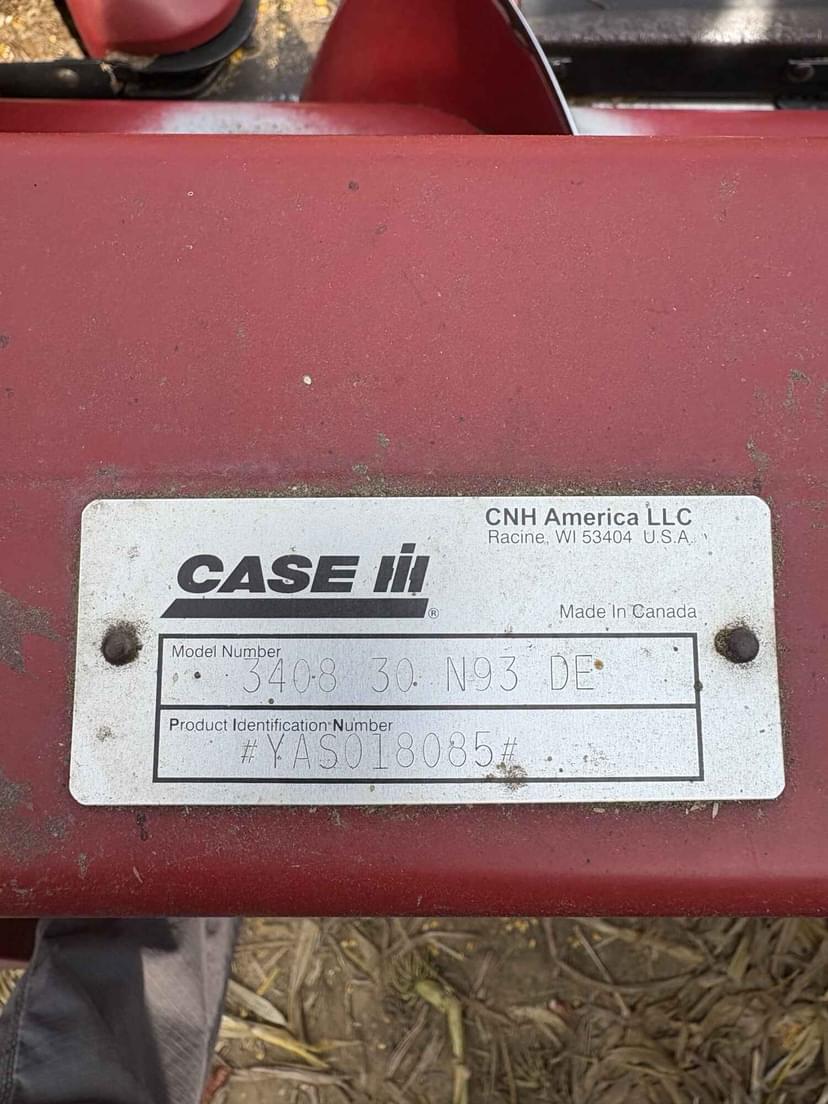 CNH America LLC
Racine, WI 53404 U.S.A.
CASE IH
®
Made In Canada
Model Number
3408 30 N93 DE
Product Identification Number
#YAS018085#